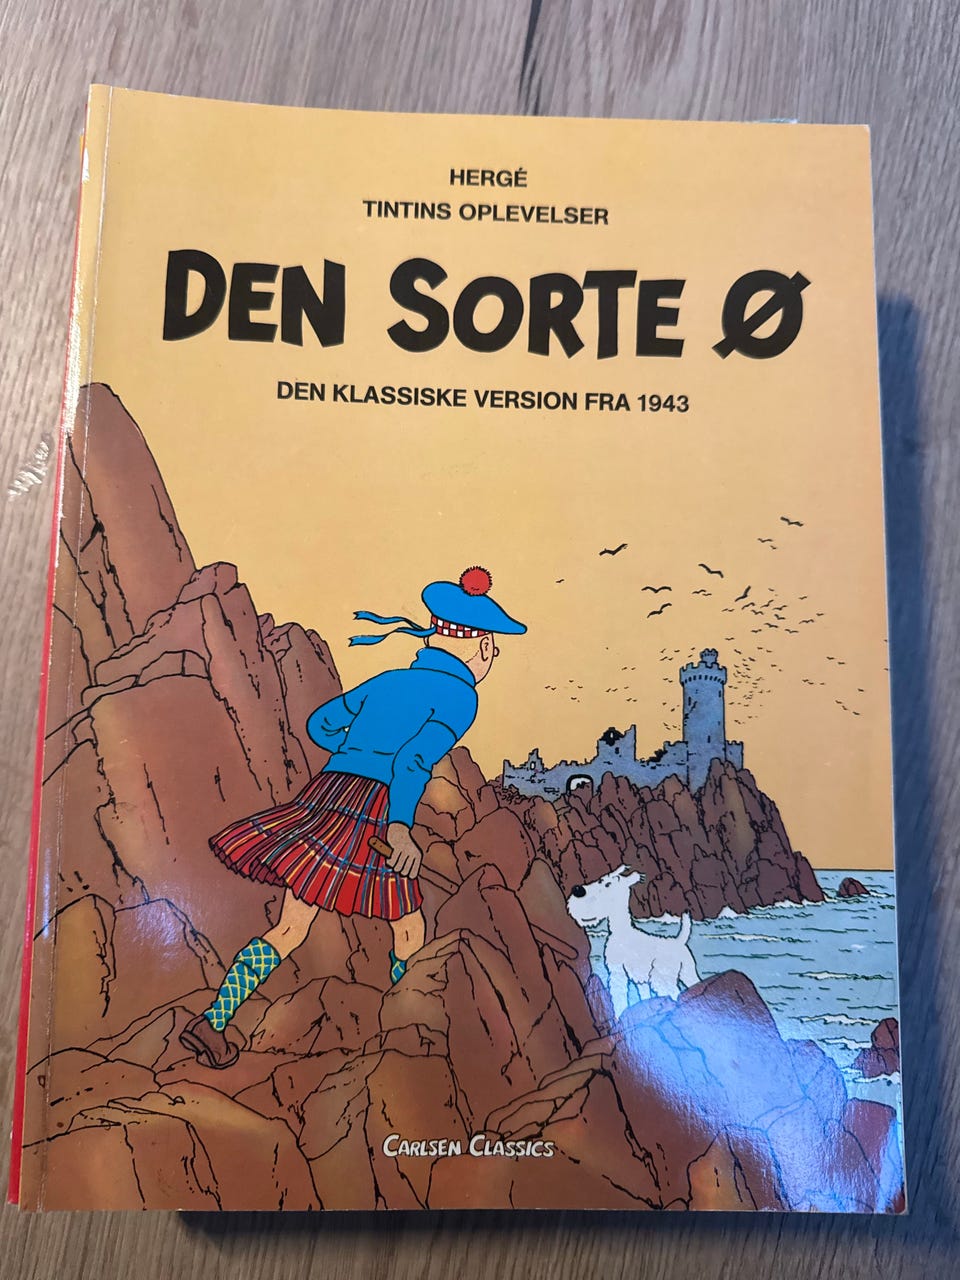 HERGÉ
TINTINS OPLEVELSER
DEN SORTE Ø
DEN KLASSISKE VERSION FRA 1943
CARLSEN CLASSICS